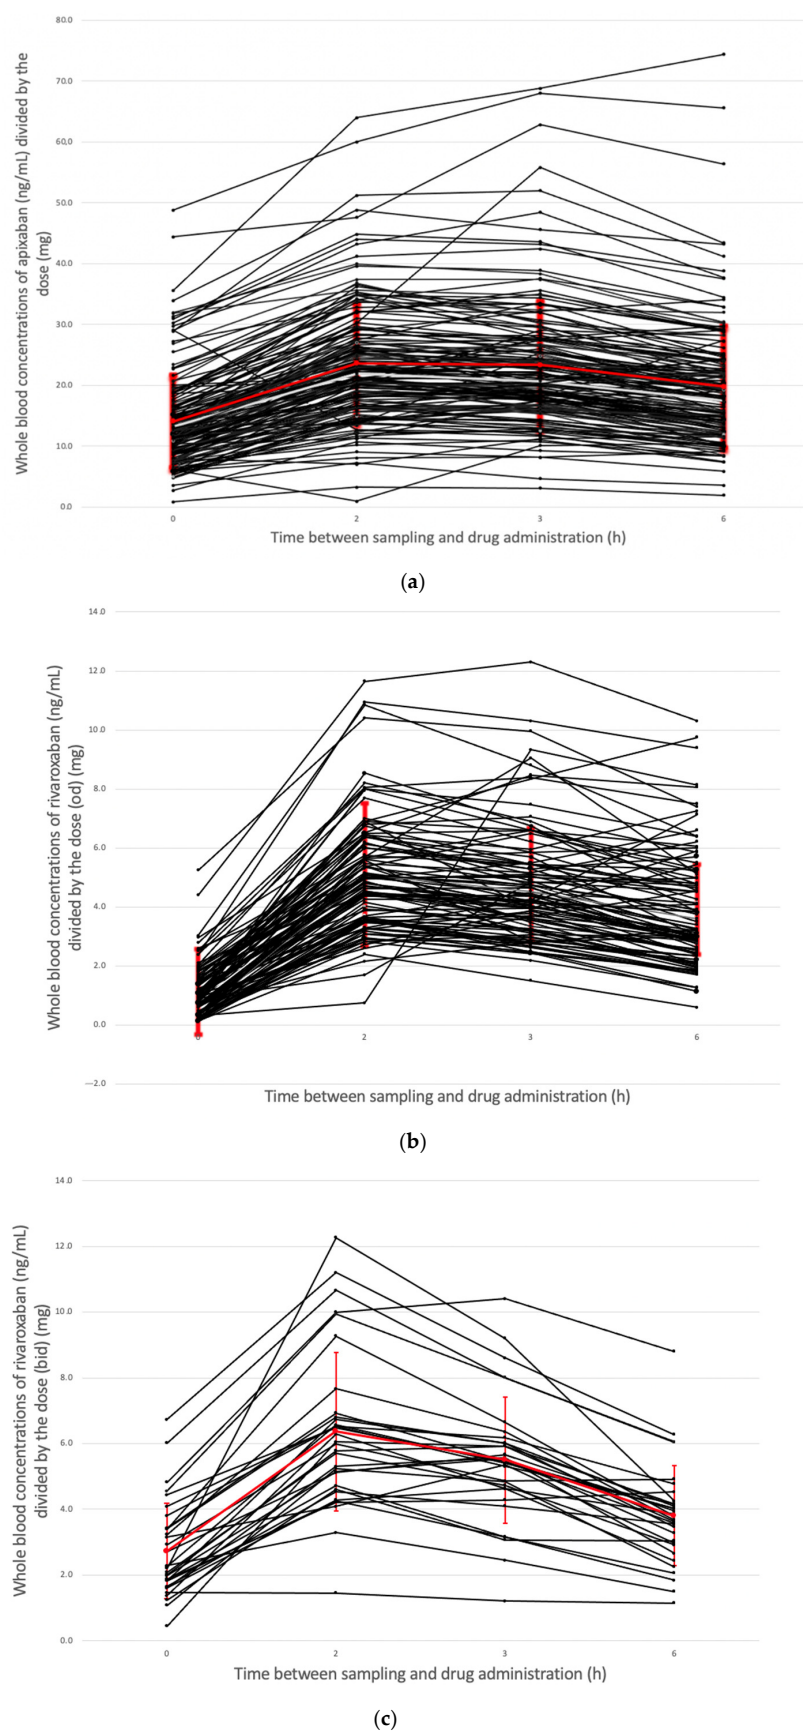 80.0
70.0
60.0
50.0
40.0
30.0
20.0
10.0
0.0
Whole blood concentrations of apixaban (ng/mL) divided by the
dose (mg)
0 2 3 6
Time between sampling and drug administration (h)
(a)
14.0
12.0
10.0
8.0
6.0
4.0
2.0
0.0
—2.0
Whole blood concentrations of rivaroxaban (ng/mL)
divided by the dose (od) (mg)
0 2 3 6
Time between sampling and drug administration (h)
(b)
14.0
12.0
10.0
8.0
6.0
4.0
2.0
0.0
Whole blood concentrations of rivaroxaban (ng/mL)
divided by the dose (bid) (mg)
0 2 3 6
Time between sampling and drug administration (h)
(c)